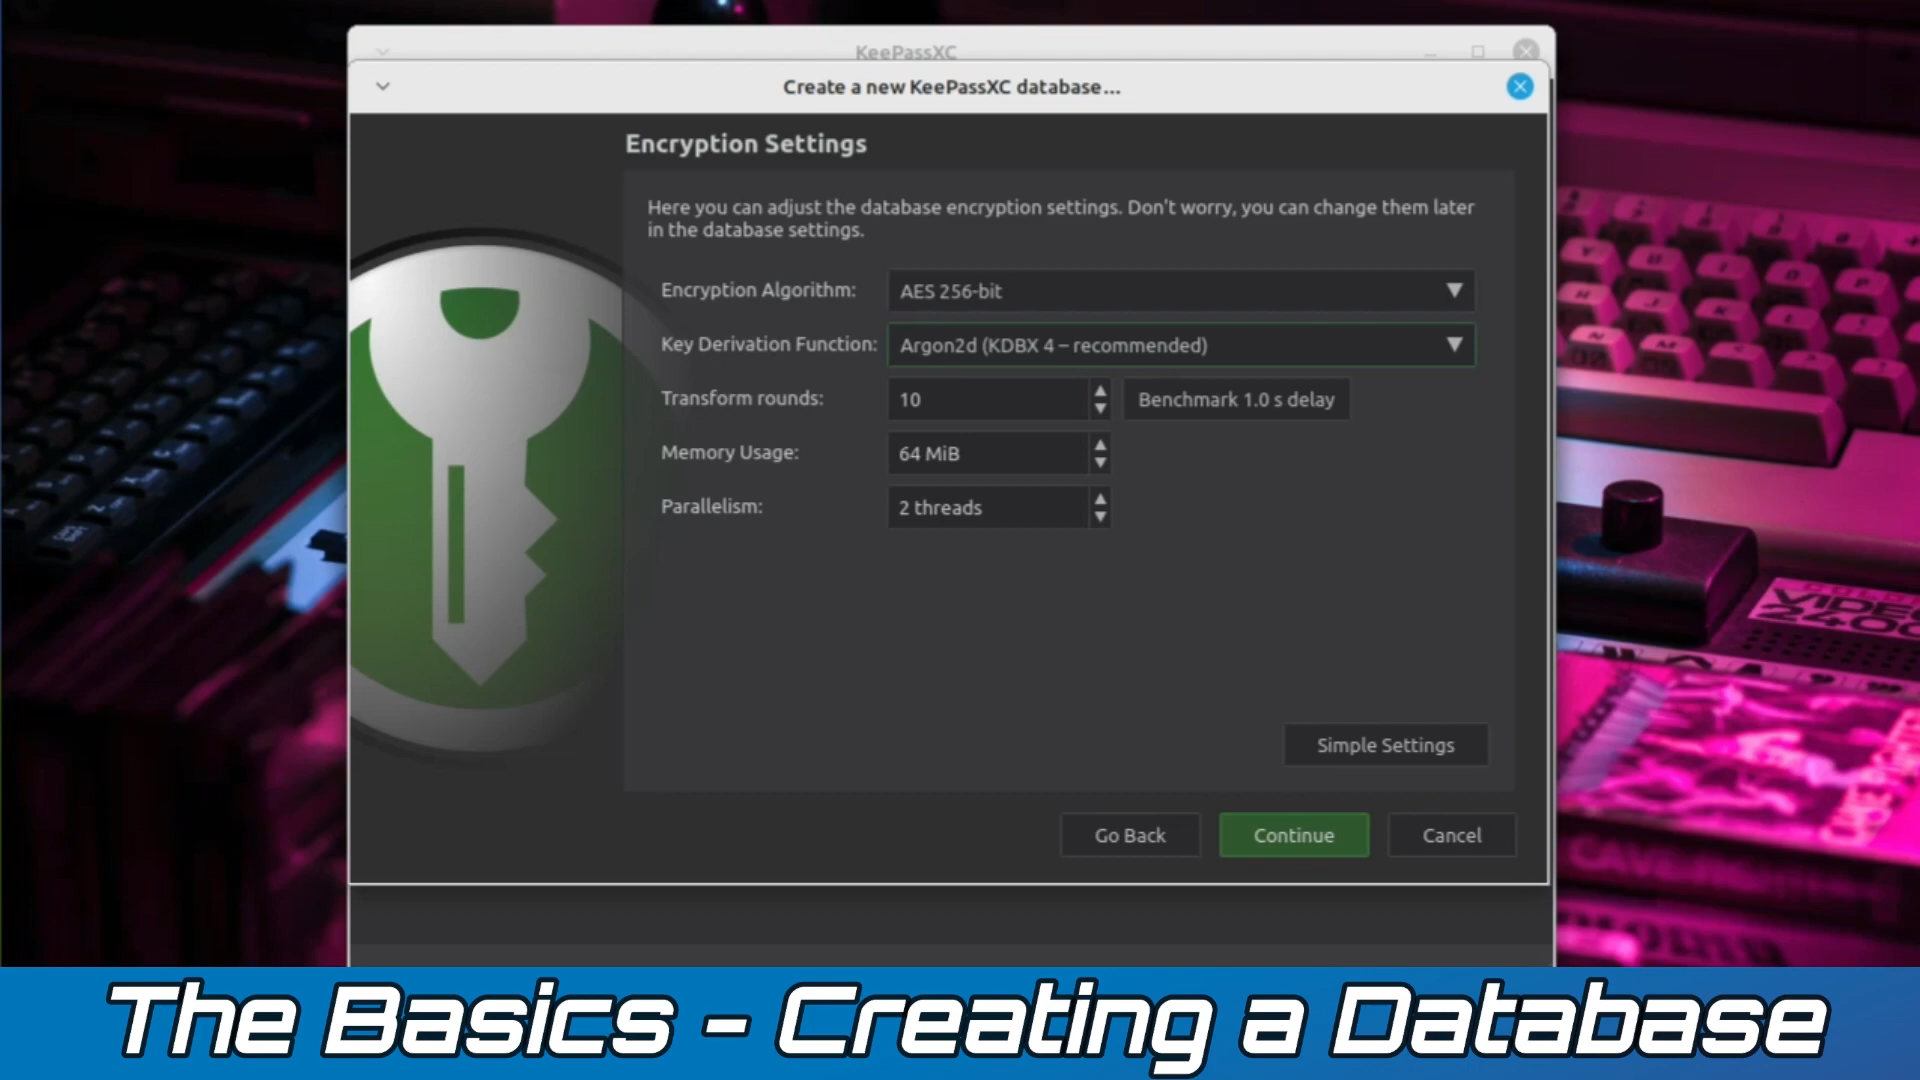 KeePassXC
Create a new KeePassXC database...
Encryption Settings
Here you can adjust the database encryption settings. Don't worry, you can change them later
in the database settings.
Encryption Algorithm: AES 256-bit
Key Derivation Function: Argon2d (KDBX 4 – recommended)
Transform rounds: 10 Benchmark 1.0 s delay
Memory Usage: 64 MiB
Parallelism: 2 threads
Simple Settings
Go Back Continue Cancel
The Basics - Creating a Database